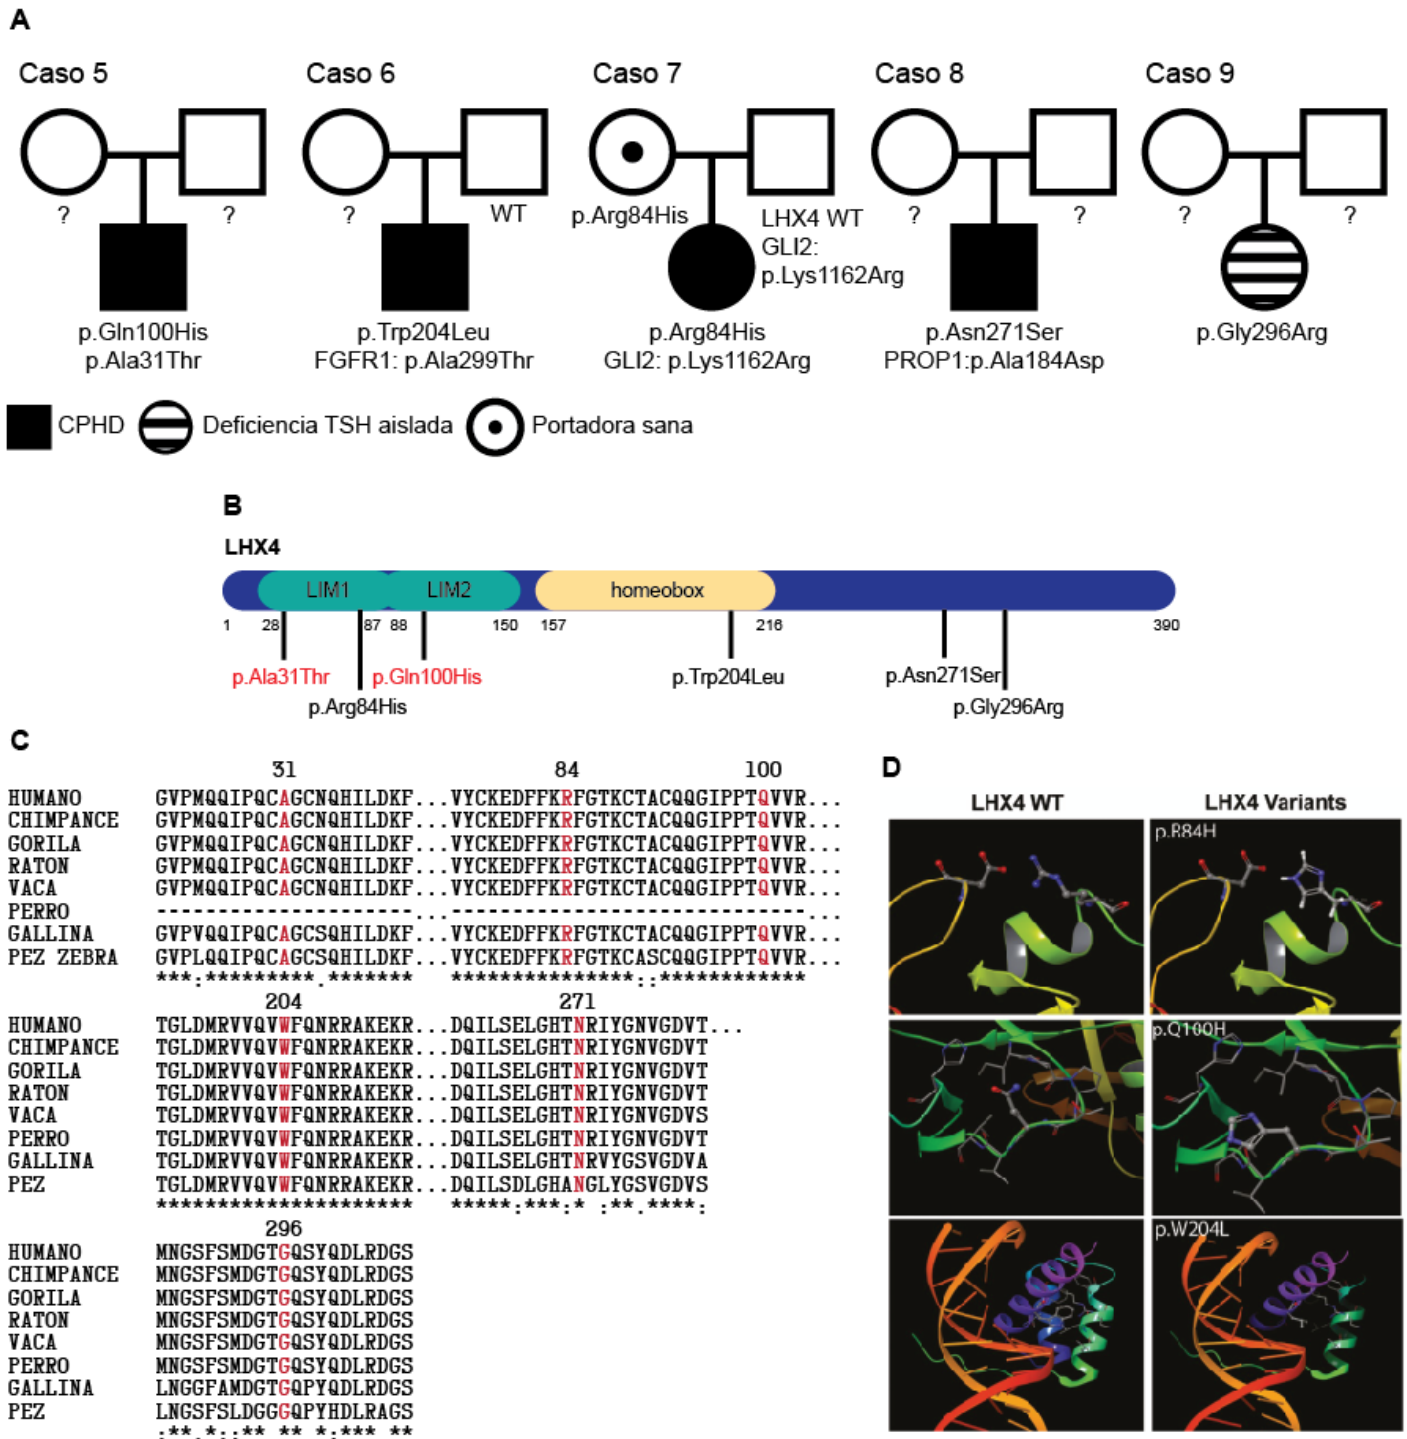 A
Caso 5
Caso 6
Caso 7
Caso 8
Caso 9
?
?
?
WT
p.Arg84His
LHX4 WT
GLI2:
p.Lys1162Arg
?
?
?
?
p.Gln100His
p.Ala31Thr
p.Trp204Leu
FGFR1: p.Ala299Thr
p.Arg84His
GLI2: p.Lys1162Arg
p.Asn271Ser
PROP1:p.Ala184Asp
p.Gly296Arg
CPHD
Deficiencia TSH aislada
Portadora sana
B
LHX4
LIM1
LIM2
homeobox
1
28
87
88
150
157
216
390
p.Ala31Thr
p.Arg84His
p.Gln100His
p.Trp204Leu
p.Asn271Ser
p.Gly296Arg
C
31 84 100
HUMANO GVPMQQIPQCAGCNQHILDKF...VYCKEDFFKRFGTKCTACQQGIPPTQVVR...
CHIMPANCE GVPMQQIPQCAGCNQHILDKF...VYCKEDFFKRFGTKCTACQQGIPPTQVVR...
GORILA GVPMQQIPQCAGCNQHILDKF...VYCKEDFFKRFGTKCTACQQGIPPTQVVR...
RATON GVPMQQIPQCAGCNQHILDKF...VYCKEDFFKRFGTKCTACQQGIPPTQVVR...
VACA GVPMQQIPQCAGCNQHILDKF...VYCKEDFFKRFGTKCTACQQGIPPTQVVR...
PERRO ---------------------...-----------------------------...
GALLINA GVPVQQIPQCAGCSQHILDKF...VYCKEDFFKRFGTKCTACQQGIPPTQVVR...
PEZ ZEBRA GVPLQQIPQCAGCSQHILDKF...VYCKEDFFKRFGTKCSACQQGIPPTQVVR...
***:*********.******* ***************::************
204 271
HUMANO TGLDMRVVQVWFQNRRAKEKR...DQILSELGHTNRIYGNVGDVT...
CHIMPANCE TGLDMRVVQVWFQNRRAKEKR...DQILSELGHTNRIYGNVGDVT
GORILA TGLDMRVVQVWFQNRRAKEKR...DQILSELGHTNRIYGNVGDVT
RATON TGLDMRVVQVWFQNRRAKEKR...DQILSELGHTNRIYGNVGDVT
VACA TGLDMRVVQVWFQNRRAKEKR...DQILSELGHTNRIYGNVGDVS
PERRO TGLDMRVVQVWFQNRRAKEKR...DQILSELGHTNRIYGNVGDVT
GALLINA TGLDMRVVQVWFQNRRAKEKR...DQILSELGHTNRVYGSVGDVA
PEZ TGLDMRVVQVWFQNRRAKEKR...DQILSDLGHANGLYGSVGDVS
********************* *****:***:* :**.****:
296
HUMANO MNGSFSMDGTGQSYQDLRDGS
CHIMPANCE MNGSFSMDGTGQSYQDLRDGS
GORILA MNGSFSMDGTGQSYQDLRDGS
RATON MNGSFSMDGTGQSYQDLRDGS
VACA MNGSFSMDGTGQSYQDLRDGS
PERRO MNGSFSMDGTGQSYQDLRDGS
GALLINA LNGGFAMDGTGQPYQDLRDGS
PEZ LNGSFSLDGGGQPYHDLRAGS
:**.*::** ** *:*** **
D
LHX4 WT
LHX4 Variants
p.R84H
p.Q100H
p.W204L